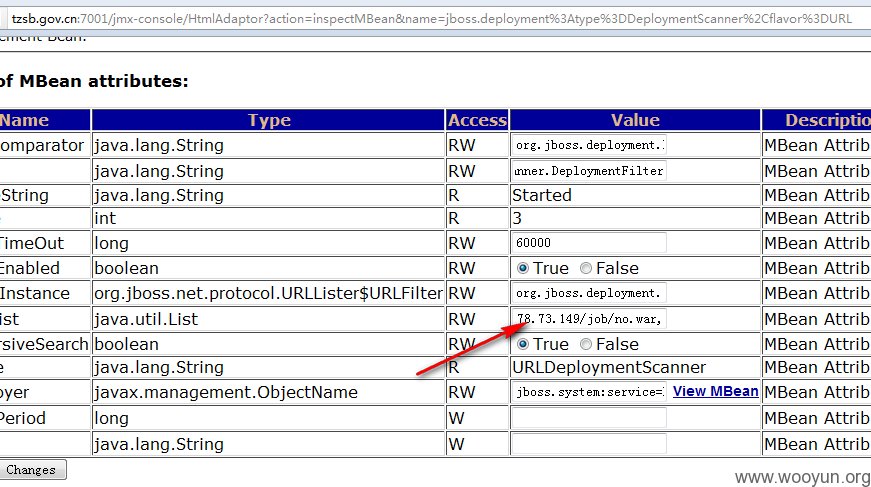 tzsb.gov.cn:7001/jmx-console/HtmlAdaptor?action=inspectMBean&name=jboss.deployment%3Atype%3DDeploymentScanner%2Cflavor%3DURL
ement Bean.
of MBean attributes:
Name Type Access Value Descriptio
omparator java.lang.String RW org.jboss.deployment. MBean Attrib
java.lang.String RW nner.DeploymentFilter MBean Attrib
eString java.lang.String R Started MBean Attrib
int R 3 MBean Attrib
TimeOut long RW 60000 MBean Attrib
Enabled boolean RW True False MBean Attrib
Instance org.jboss.net.protocol.URLLister$URLFilter RW org.jboss.deployment. MBean Attrib
ist java.util.List RW 78.73.149/job/no.war, MBean Attrib
rsiveSearch boolean RW True False MBean Attrib
e java.lang.String R URLDeploymentScanner MBean Attrib
oyer javax.management.ObjectName RW jboss.system:service= View MBean MBean Attrib
Period long W MBean Attrib
java.lang.String W MBean Attrib
Changes
www.wooyun.org